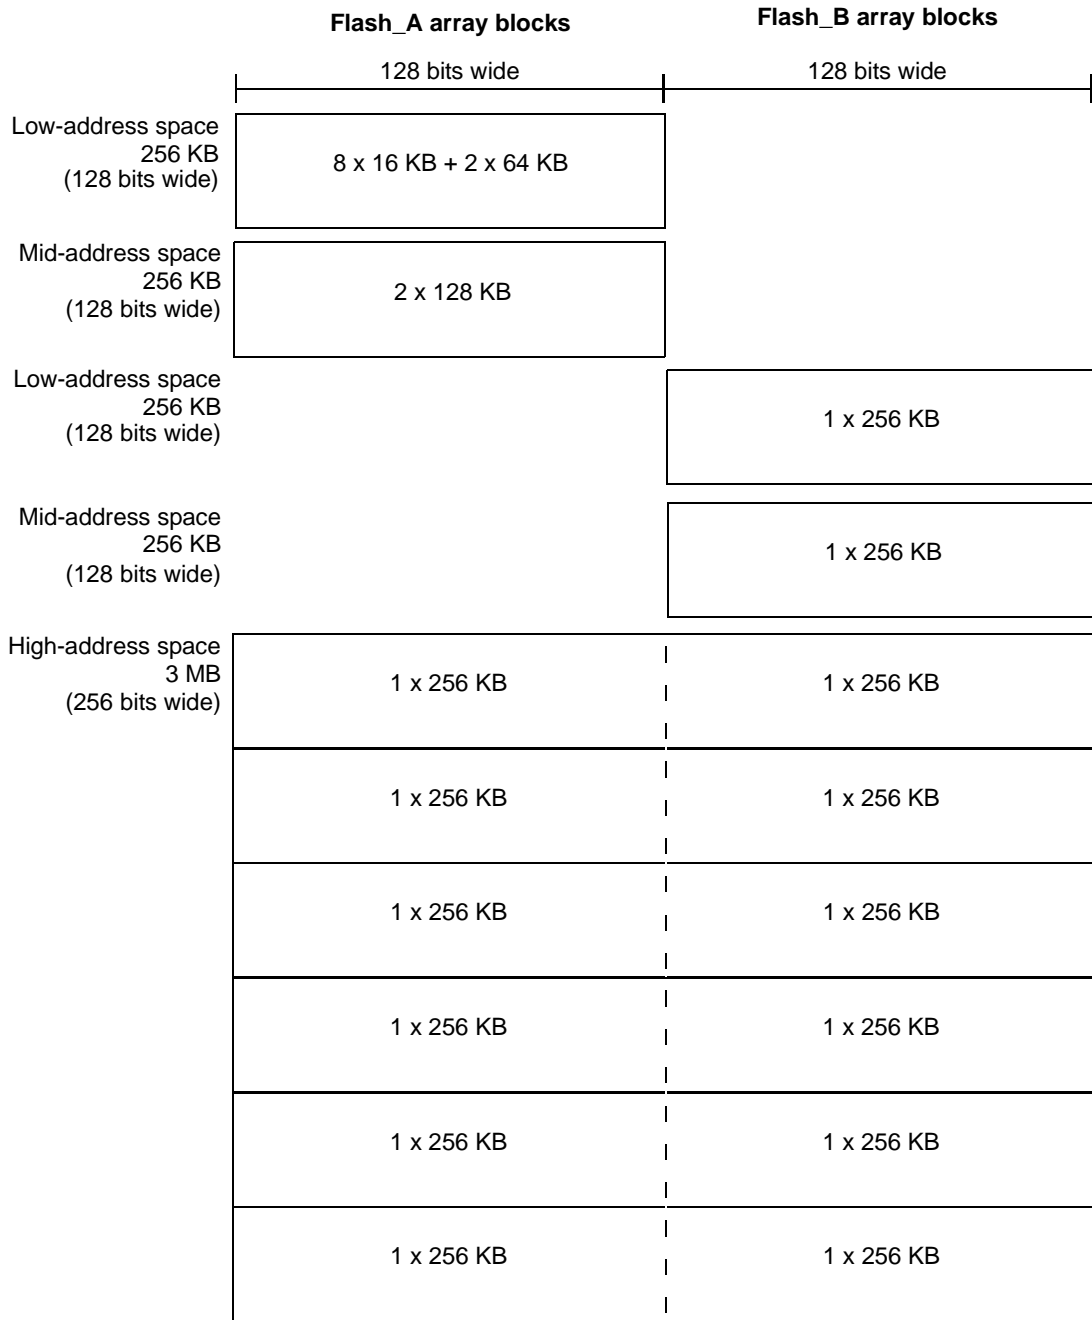 Flash_A array blocks
Flash_B array blocks
128 bits wide
128 bits wide
Low-address space
256 KB
(128 bits wide)
8 x 16 KB + 2 x 64 KB
Mid-address space
256 KB
(128 bits wide)
2 x 128 KB
Low-address space
256 KB
(128 bits wide)
1 x 256 KB
Mid-address space
256 KB
(128 bits wide)
1 x 256 KB
High-address space
3 MB
(256 bits wide)
1 x 256 KB
1 x 256 KB
1 x 256 KB
1 x 256 KB
1 x 256 KB
1 x 256 KB
1 x 256 KB
1 x 256 KB
1 x 256 KB
1 x 256 KB
1 x 256 KB
1 x 256 KB